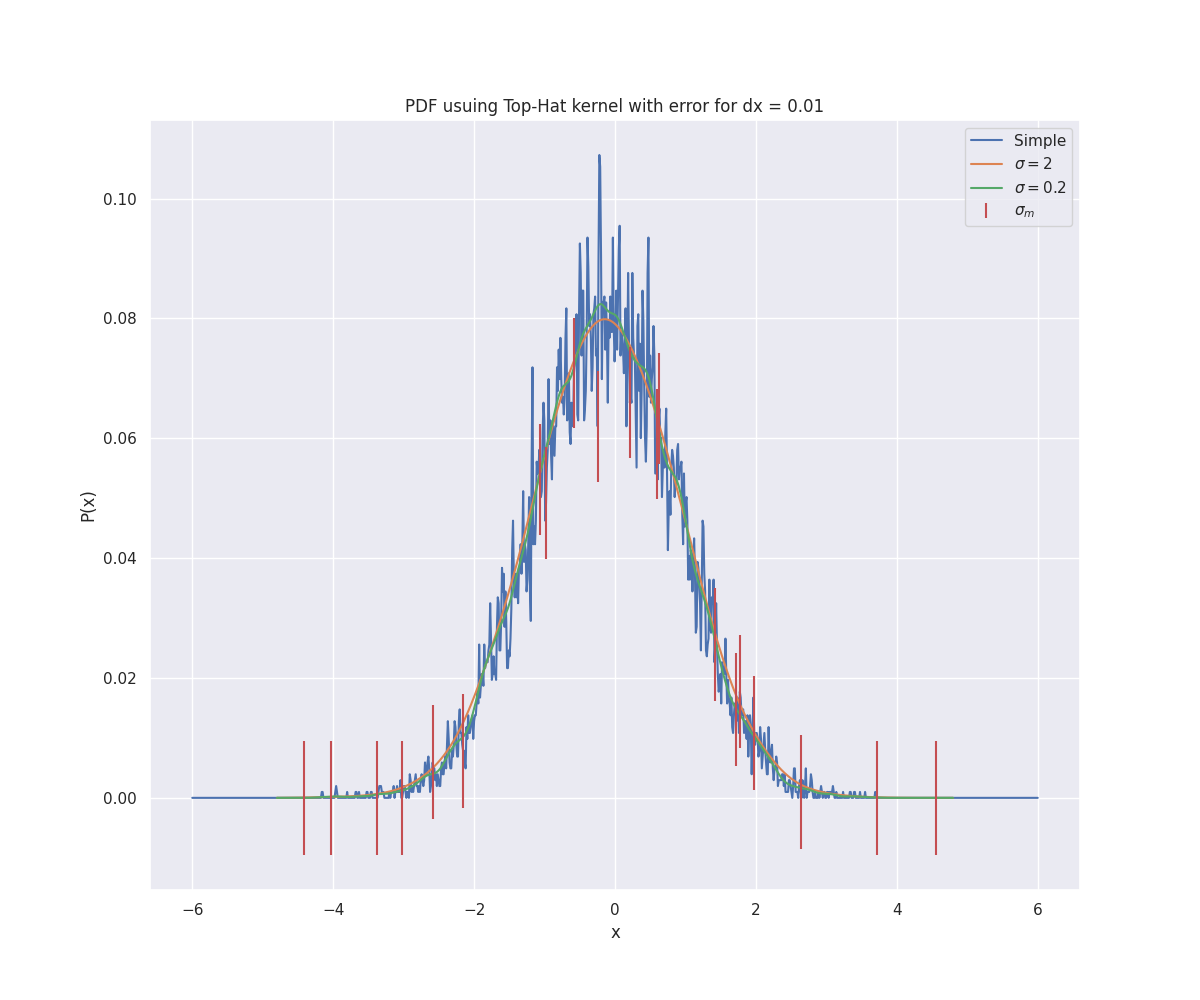 PDF usuing Top-Hat kernel with error for dx = 0.01
Simple
σ = 2
σ = 0.2
σm
0.10
0.08
0.06
0.04
0.02
0.00
P(x)
−6 −4 −2 0 2 4 6
x